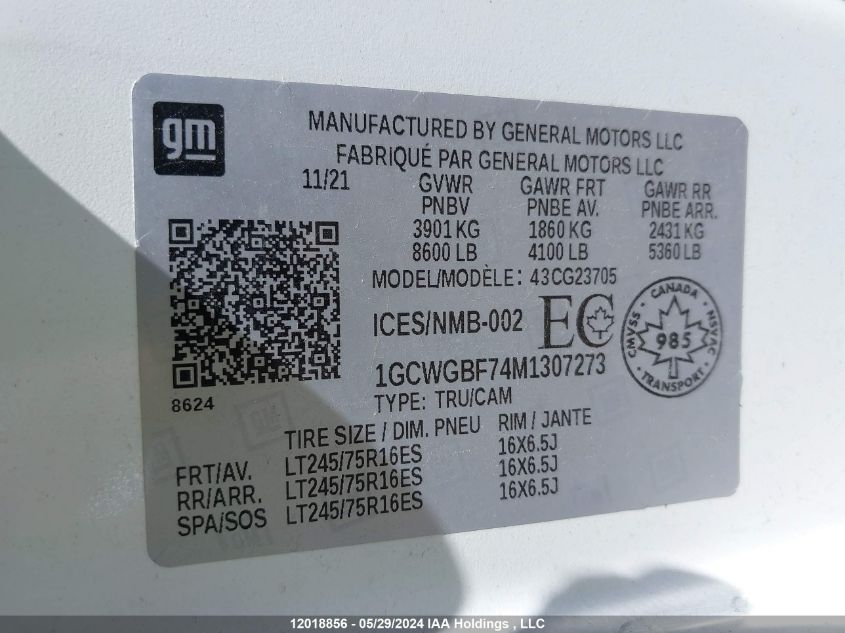 gm
MANUFACTURED BY GENERAL MOTORS LLC
FABRIQUÉ PAR GENERAL MOTORS LLC
11/21 GVWR GAWR FRT GAWR RR
PNBV PNBE AV. PNBE ARR.
3901 KG 1860 KG 2431 KG
8600 LB 4100 LB 5360 LB
MODEL/MODÈLE: 43CG23705
ICES/NMB-002 EC
CANADA
CMVSS 985 NSVAC
TRANSPORT
1GCWGBF74M1307273
8624
TYPE: TRU/CAM
TIRE SIZE / DIM. PNEU RIM / JANTE
FRT/AV. LT245/75R16ES 16X6.5J
RR/ARR. LT245/75R16ES 16X6.5J
SPA/SOS LT245/75R16ES 16X6.5J
12018856 - 05/29/2024 IAA Holdings , LLC